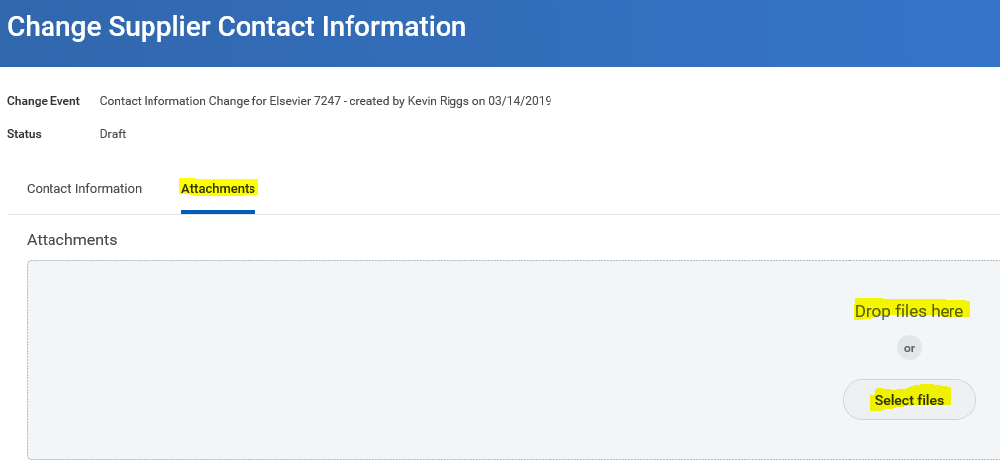 Change Supplier Contact Information
Change Event Contact Information Change for Elsevier 7247 - created by Kevin Riggs on 03/14/2019
Status Draft
Contact Information Attachments
Attachments
Drop files here
or
Select files